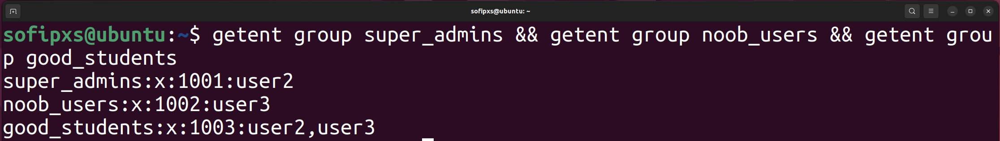 sofipxs@ubuntu: ~
sofipxs@ubuntu:~$ getent group super_admins && getent group noob_users && getent grou
p good_students
super_admins:x:1001:user2
noob_users:x:1002:user3
good_students:x:1003:user2,user3